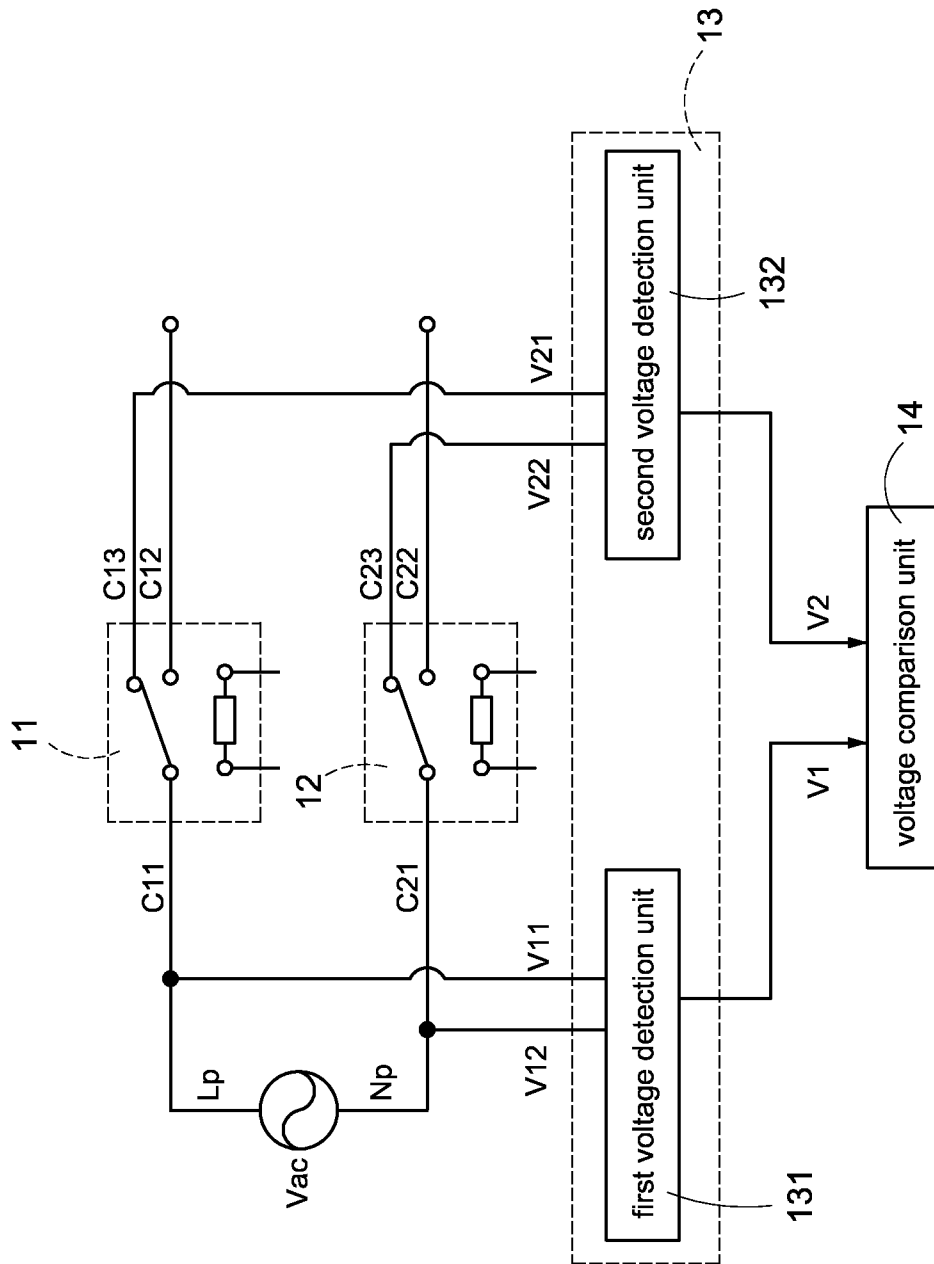 11
C11
C13
C12
Lp
Vac
Np
12
C21
C23
C22
V12
V11
V22
V21
13
first voltage detection unit
131
second voltage detection unit
132
V1
V2
voltage comparison unit
14